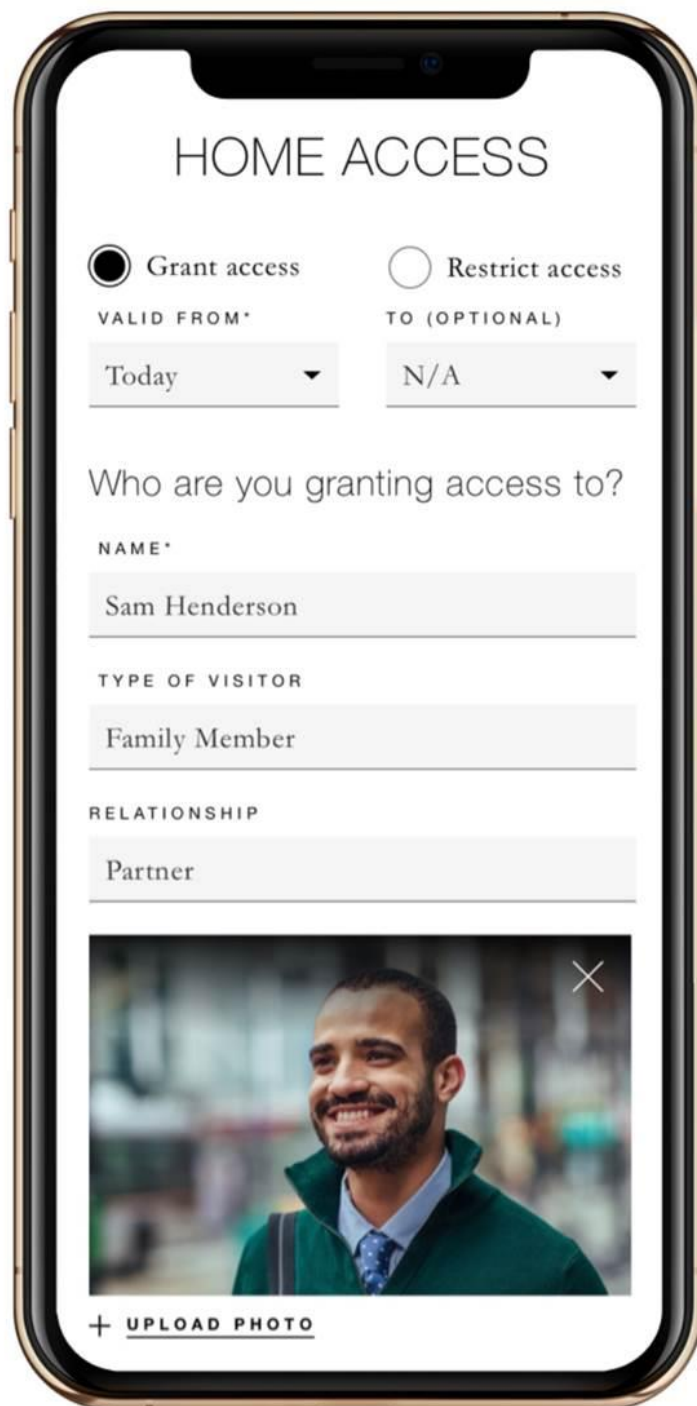 HOME ACCESS
Grant access Restrict access
VALID FROM* TO (OPTIONAL)
Today N/A
Who are you granting access to?
NAME*
Sam Henderson
TYPE OF VISITOR
Family Member
RELATIONSHIP
Partner
+ UPLOAD PHOTO